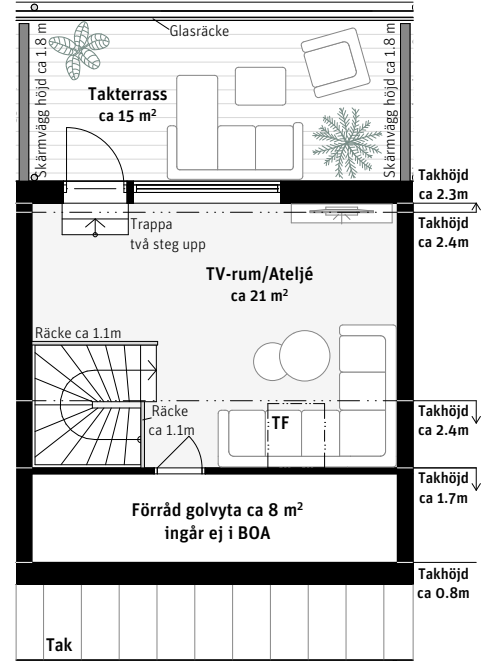 Glasräcke
Skärmvägg höjd ca 1.8 m
Skärmvägg höjd ca 1.8 m
Takterrass
ca 15 m²
Takhöjd
ca 2.3m
Takhöjd
ca 2.4m
Trappa
två steg upp
TV-rum/Ateljé
ca 21 m²
Räcke ca 1.1m
Räcke
ca 1.1m
TF
Takhöjd
ca 2.4m
Takhöjd
ca 1.7m
Förråd golvyta ca 8 m²
ingår ej i BOA
Takhöjd
ca 0.8m
Tak